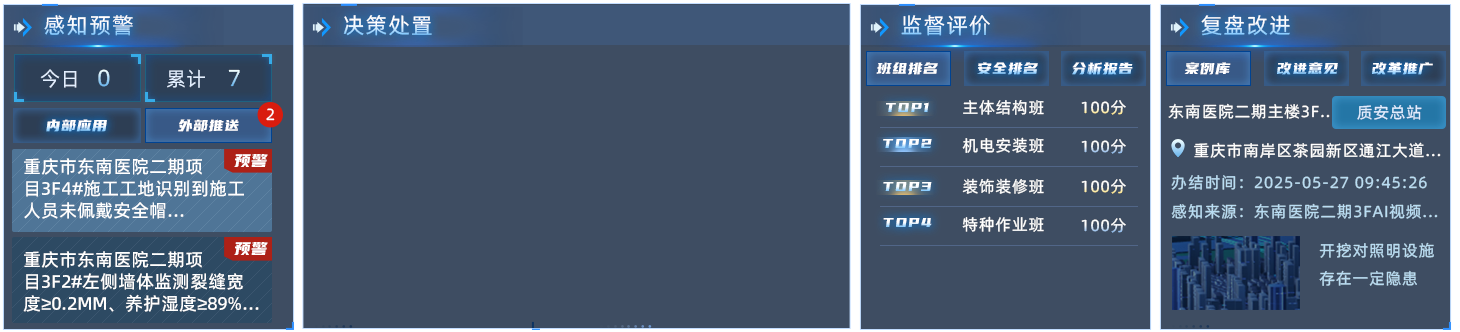 感知预警
今日 0
累计 7
内部应用
外部推送
2
重庆市东南医院二期项
目3F4#施工工地识别到施工
人员未佩戴安全帽...
预警
重庆市东南医院二期项
目3F2#左侧墙体监测裂缝宽
度≥0.2MM、养护湿度≥89%...
预警
决策处置
监督评价
班组排名
安全排名
分析报告
TOP1 主体结构班 100分
TOP2 机电安装班 100分
TOP3 装饰装修班 100分
TOP4 特种作业班 100分
复盘改进
案例库
改进意见
改革推广
东南医院二期主楼3F...
质安总站
重庆市南岸区茶园新区通江大道...
办结时间：2025-05-27 09:45:26
感知来源：东南医院二期3FAI视频...
开挖对照明设施
存在一定隐患